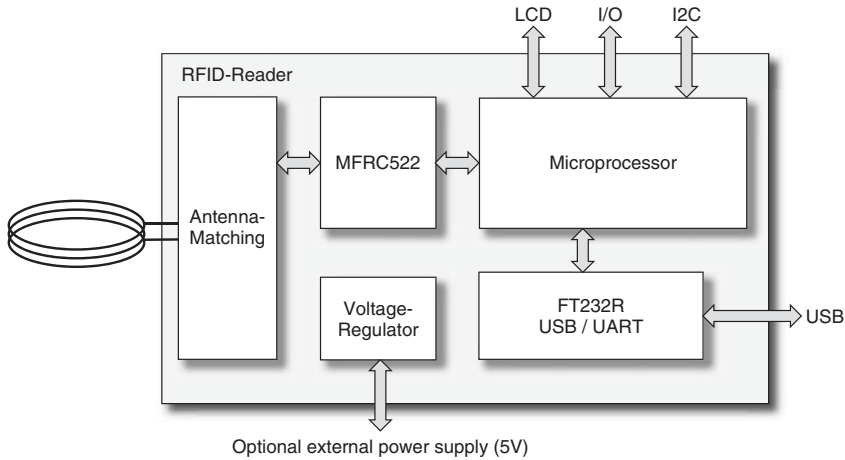 LCD I/O I2C
RFID-Reader
MFRC522
Microprocessor
Antenna-
Matching
Voltage-
Regulator
FT232R
USB / UART
USB
Optional external power supply (5V)